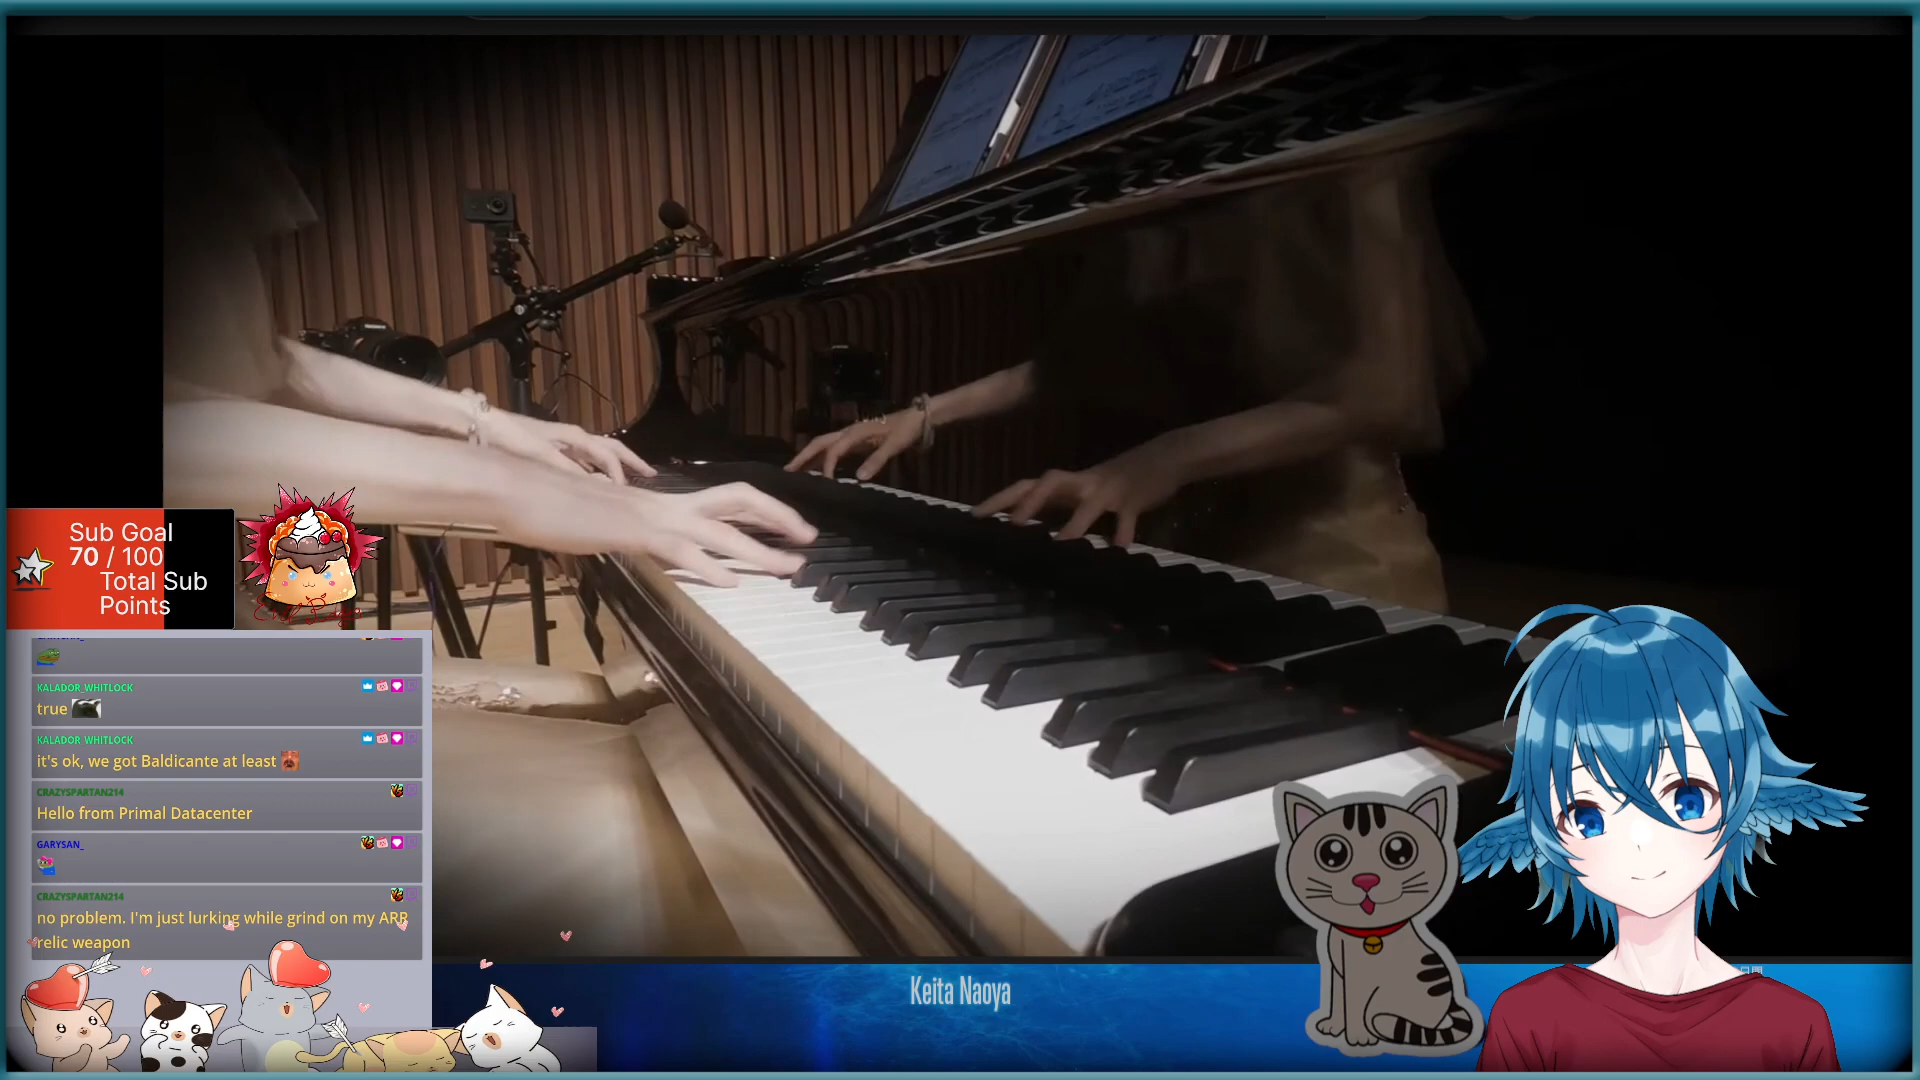 Sub Goal
70 / 100
Total Sub
Points
KALADOR_WHITLOCK
true
KALADOR_WHITLOCK
it's ok, we got Baldicante at least
CRAZYSPARTAN214
Hello from Primal Datacenter
GARYSAN_
CRAZYSPARTAN214
no problem. I'm just lurking while grind on my ARR
relic weapon
Keita Naoya